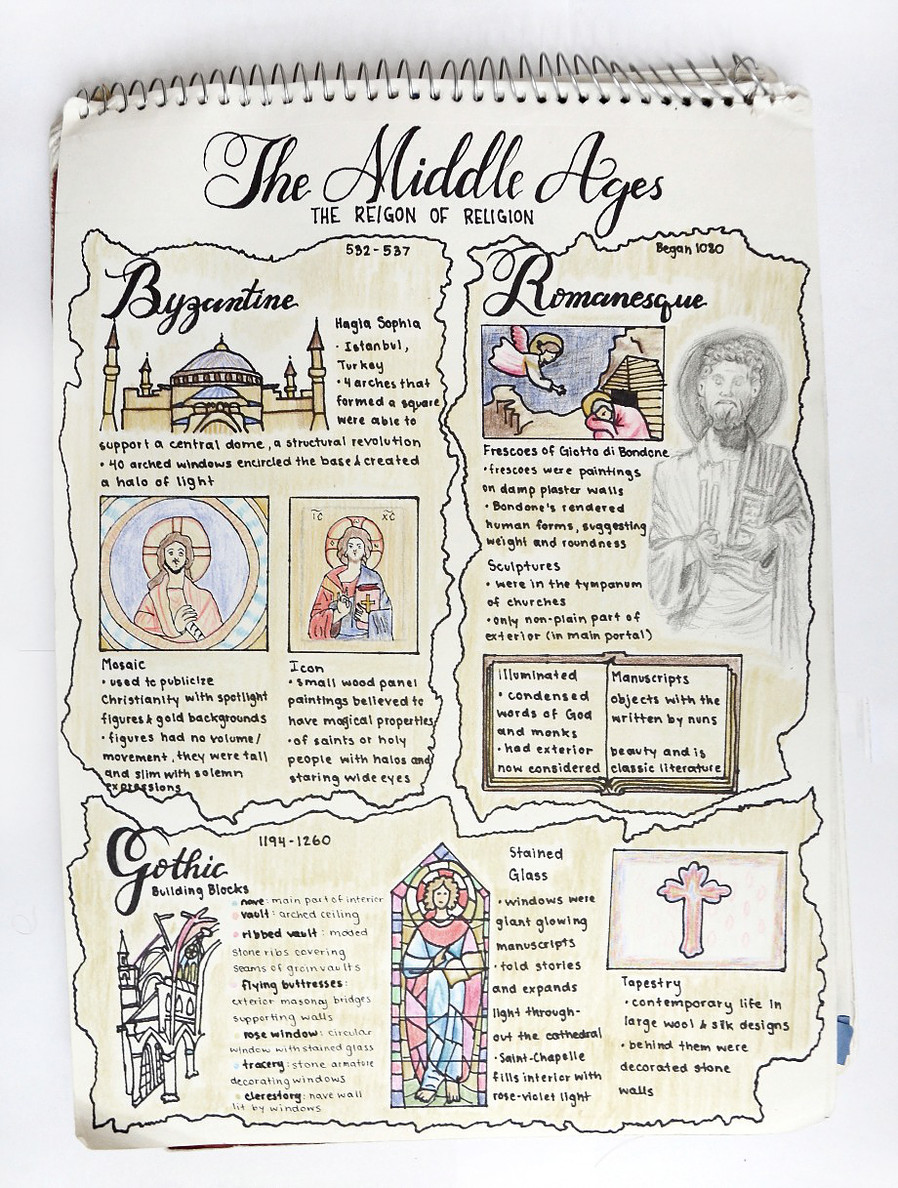 The Middle Ages
THE REIGON OF RELIGION
532-537
Byzantine
Hagia Sophia
• Istanbul,
Turkey
• 4 arches that
formed a square
were able to
support a central dome, a structural revolution
• 40 arched windows encircled the base & created
a halo of light
IC XC
Mosaic
• used to publicize
Christianity with spotlight
figures & gold backgrounds
• figures had no volume/
movement, they were tall
and slim with solemn
expressions
Icon
• small wood panel
paintings believed to
have magical properties
• of saints or holy
people with halos and
staring wide eyes
Began 1080
Romanesque
Frescoes of Giotto di Bondone
• frescoes were paintings
on damp plaster walls
• Bondone's rendered
human forms, suggesting
weight and roundness
Sculptures
• were in the tympanum
of churches
• only non-plain part of
exterior (in main portal)
Illuminated
• condensed
words of God
and monks
• had exterior
now considered
Manuscripts
objects with the
written by nuns
beauty and is
classic literature
Gothic
1194-1260
Building Blocks
• nave: main part of interior
• vault: arched ceiling
• ribbed vault: molded
stone ribs covering
seams of groin vaults
• flying buttresses:
exterior masonry bridges
supporting walls
• rose window: circular
window with stained glass
• tracery: stone armature
decorating windows
• clerestory: nave wall
lit by windows
Stained
Glass
• windows were
giant glowing
manuscripts
• told stories
and expands
light through-
out the cathedral
• Saint-Chapelle
fills interior with
rose-violet light
Tapestry
• contemporary life in
large wool & silk designs
• behind them were
decorated stone
walls